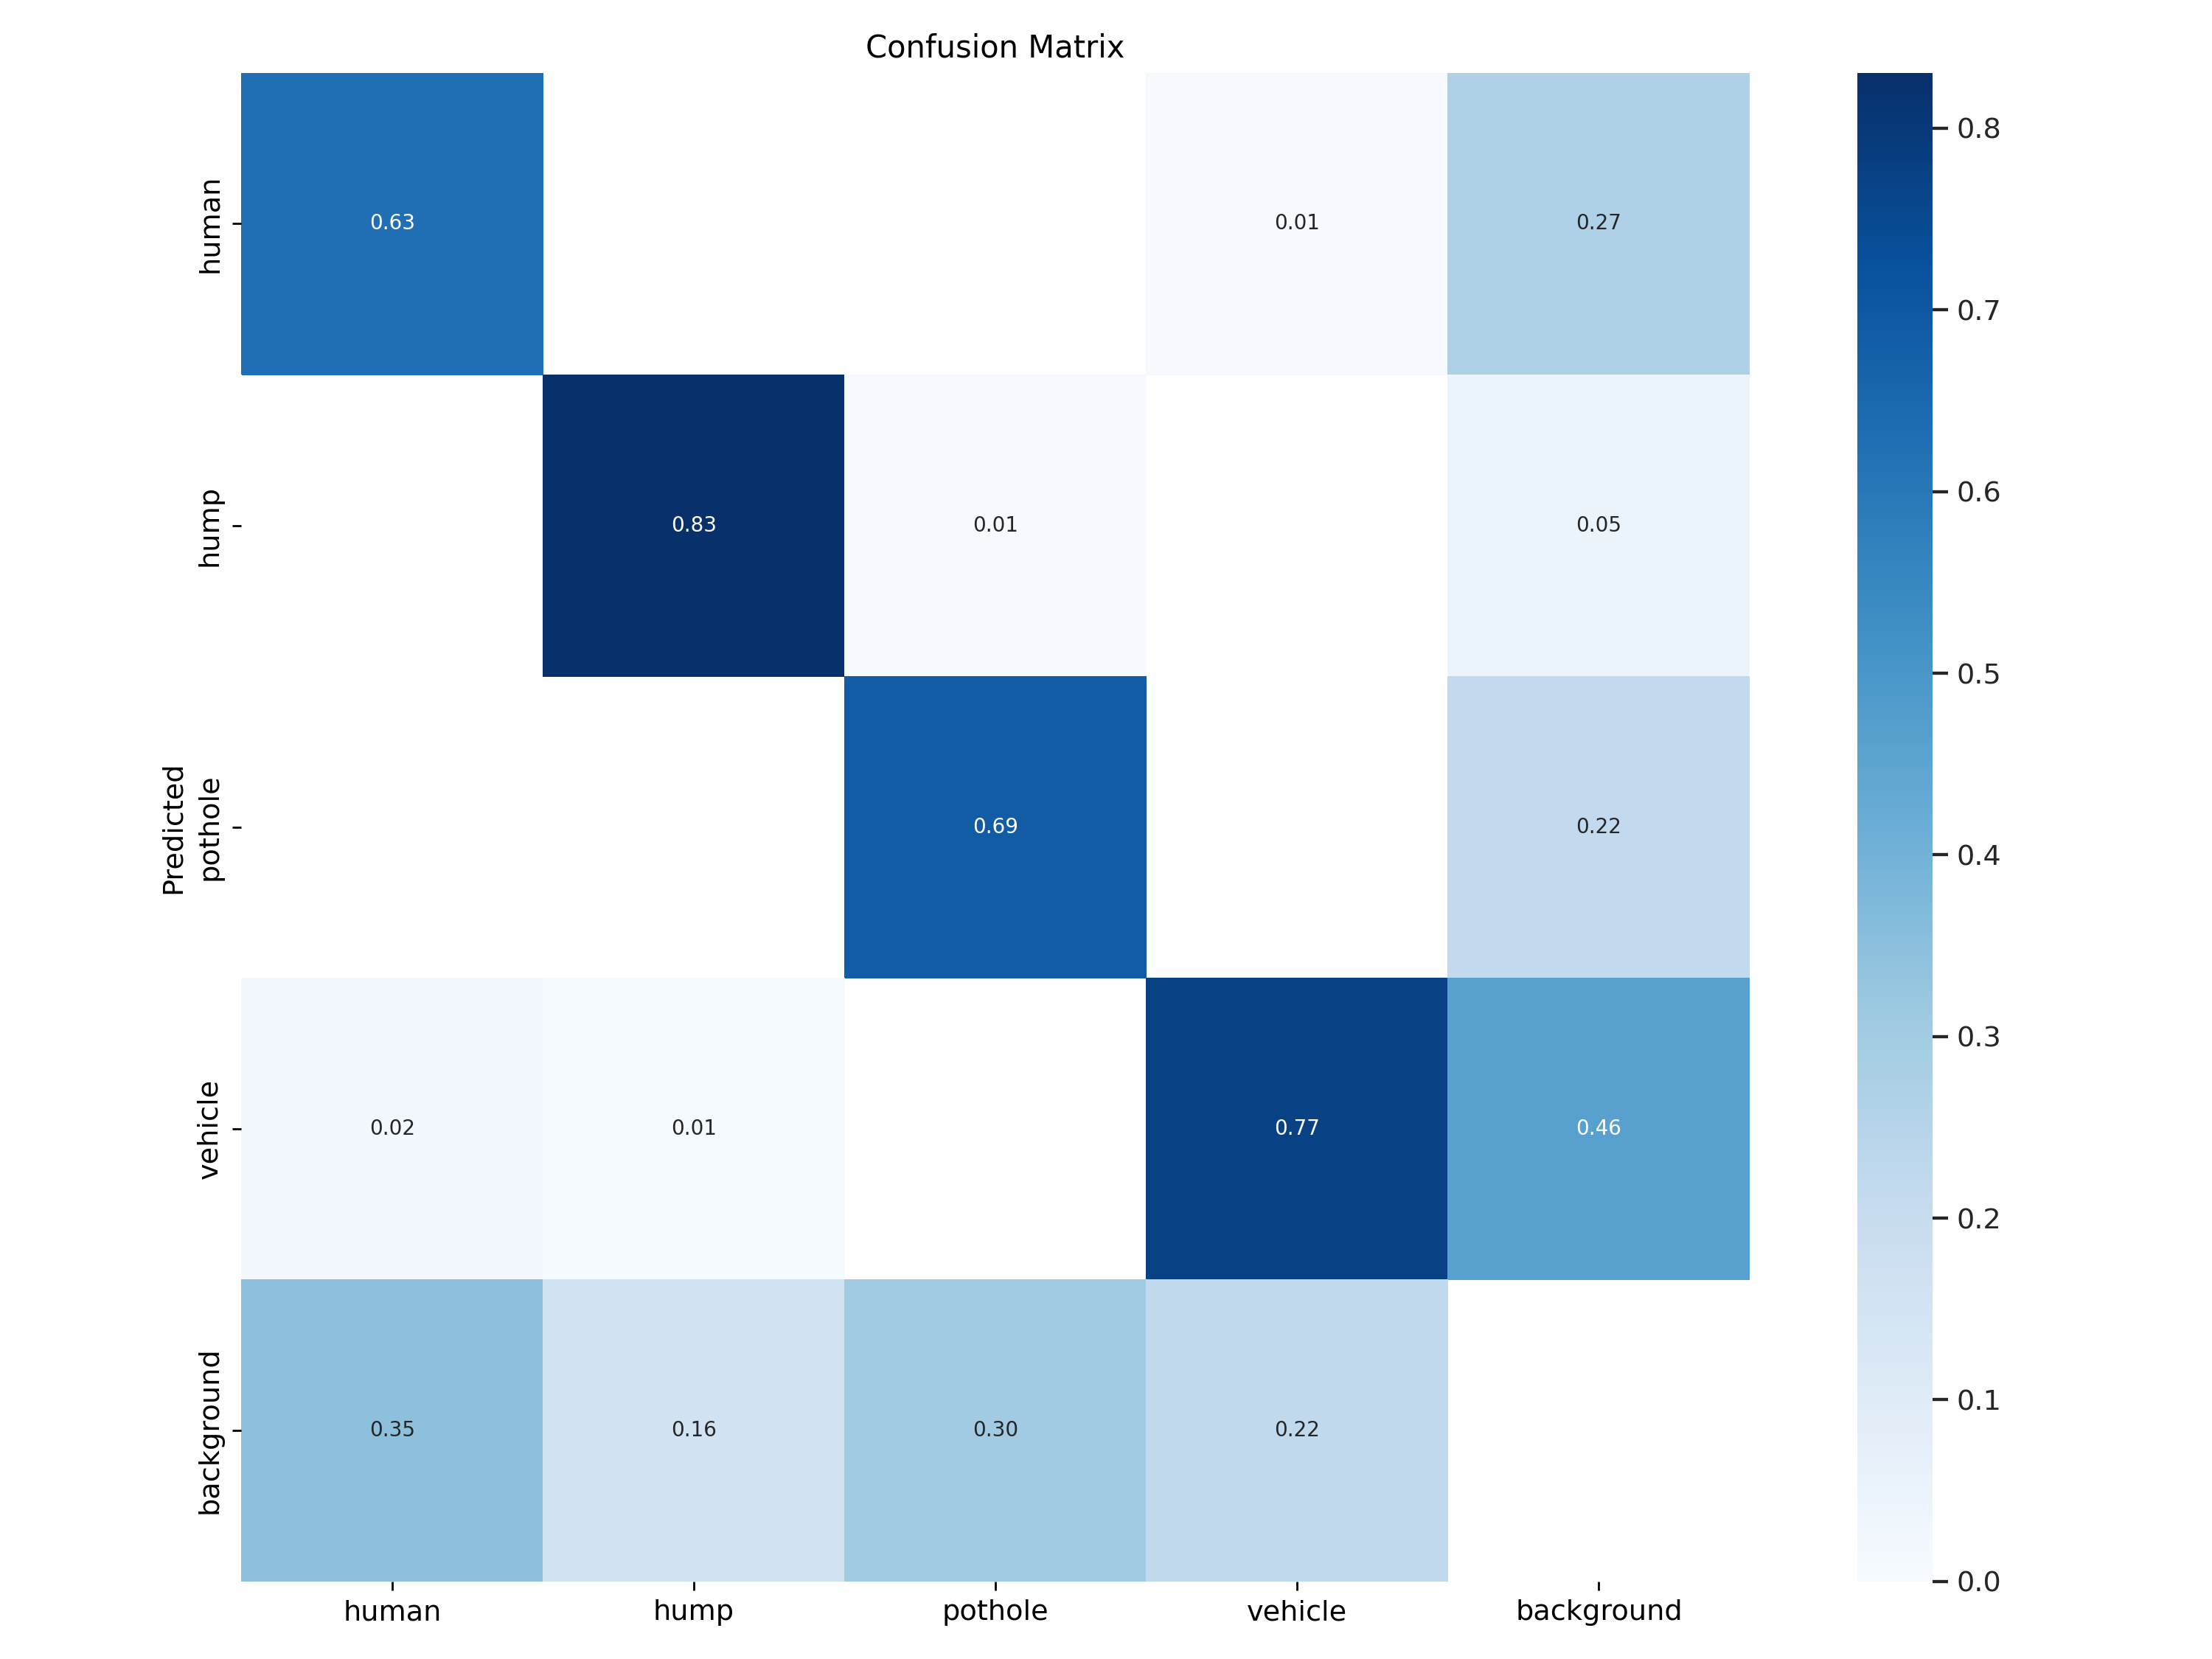 Confusion Matrix
human
0.63
0.01
0.27
hump
0.83
0.01
0.05
Predicted
pothole
0.69
0.22
vehicle
0.02
0.01
0.77
0.46
background
0.35
0.16
0.30
0.22
human
hump
pothole
vehicle
background
0.8
0.7
0.6
0.5
0.4
0.3
0.2
0.1
0.0